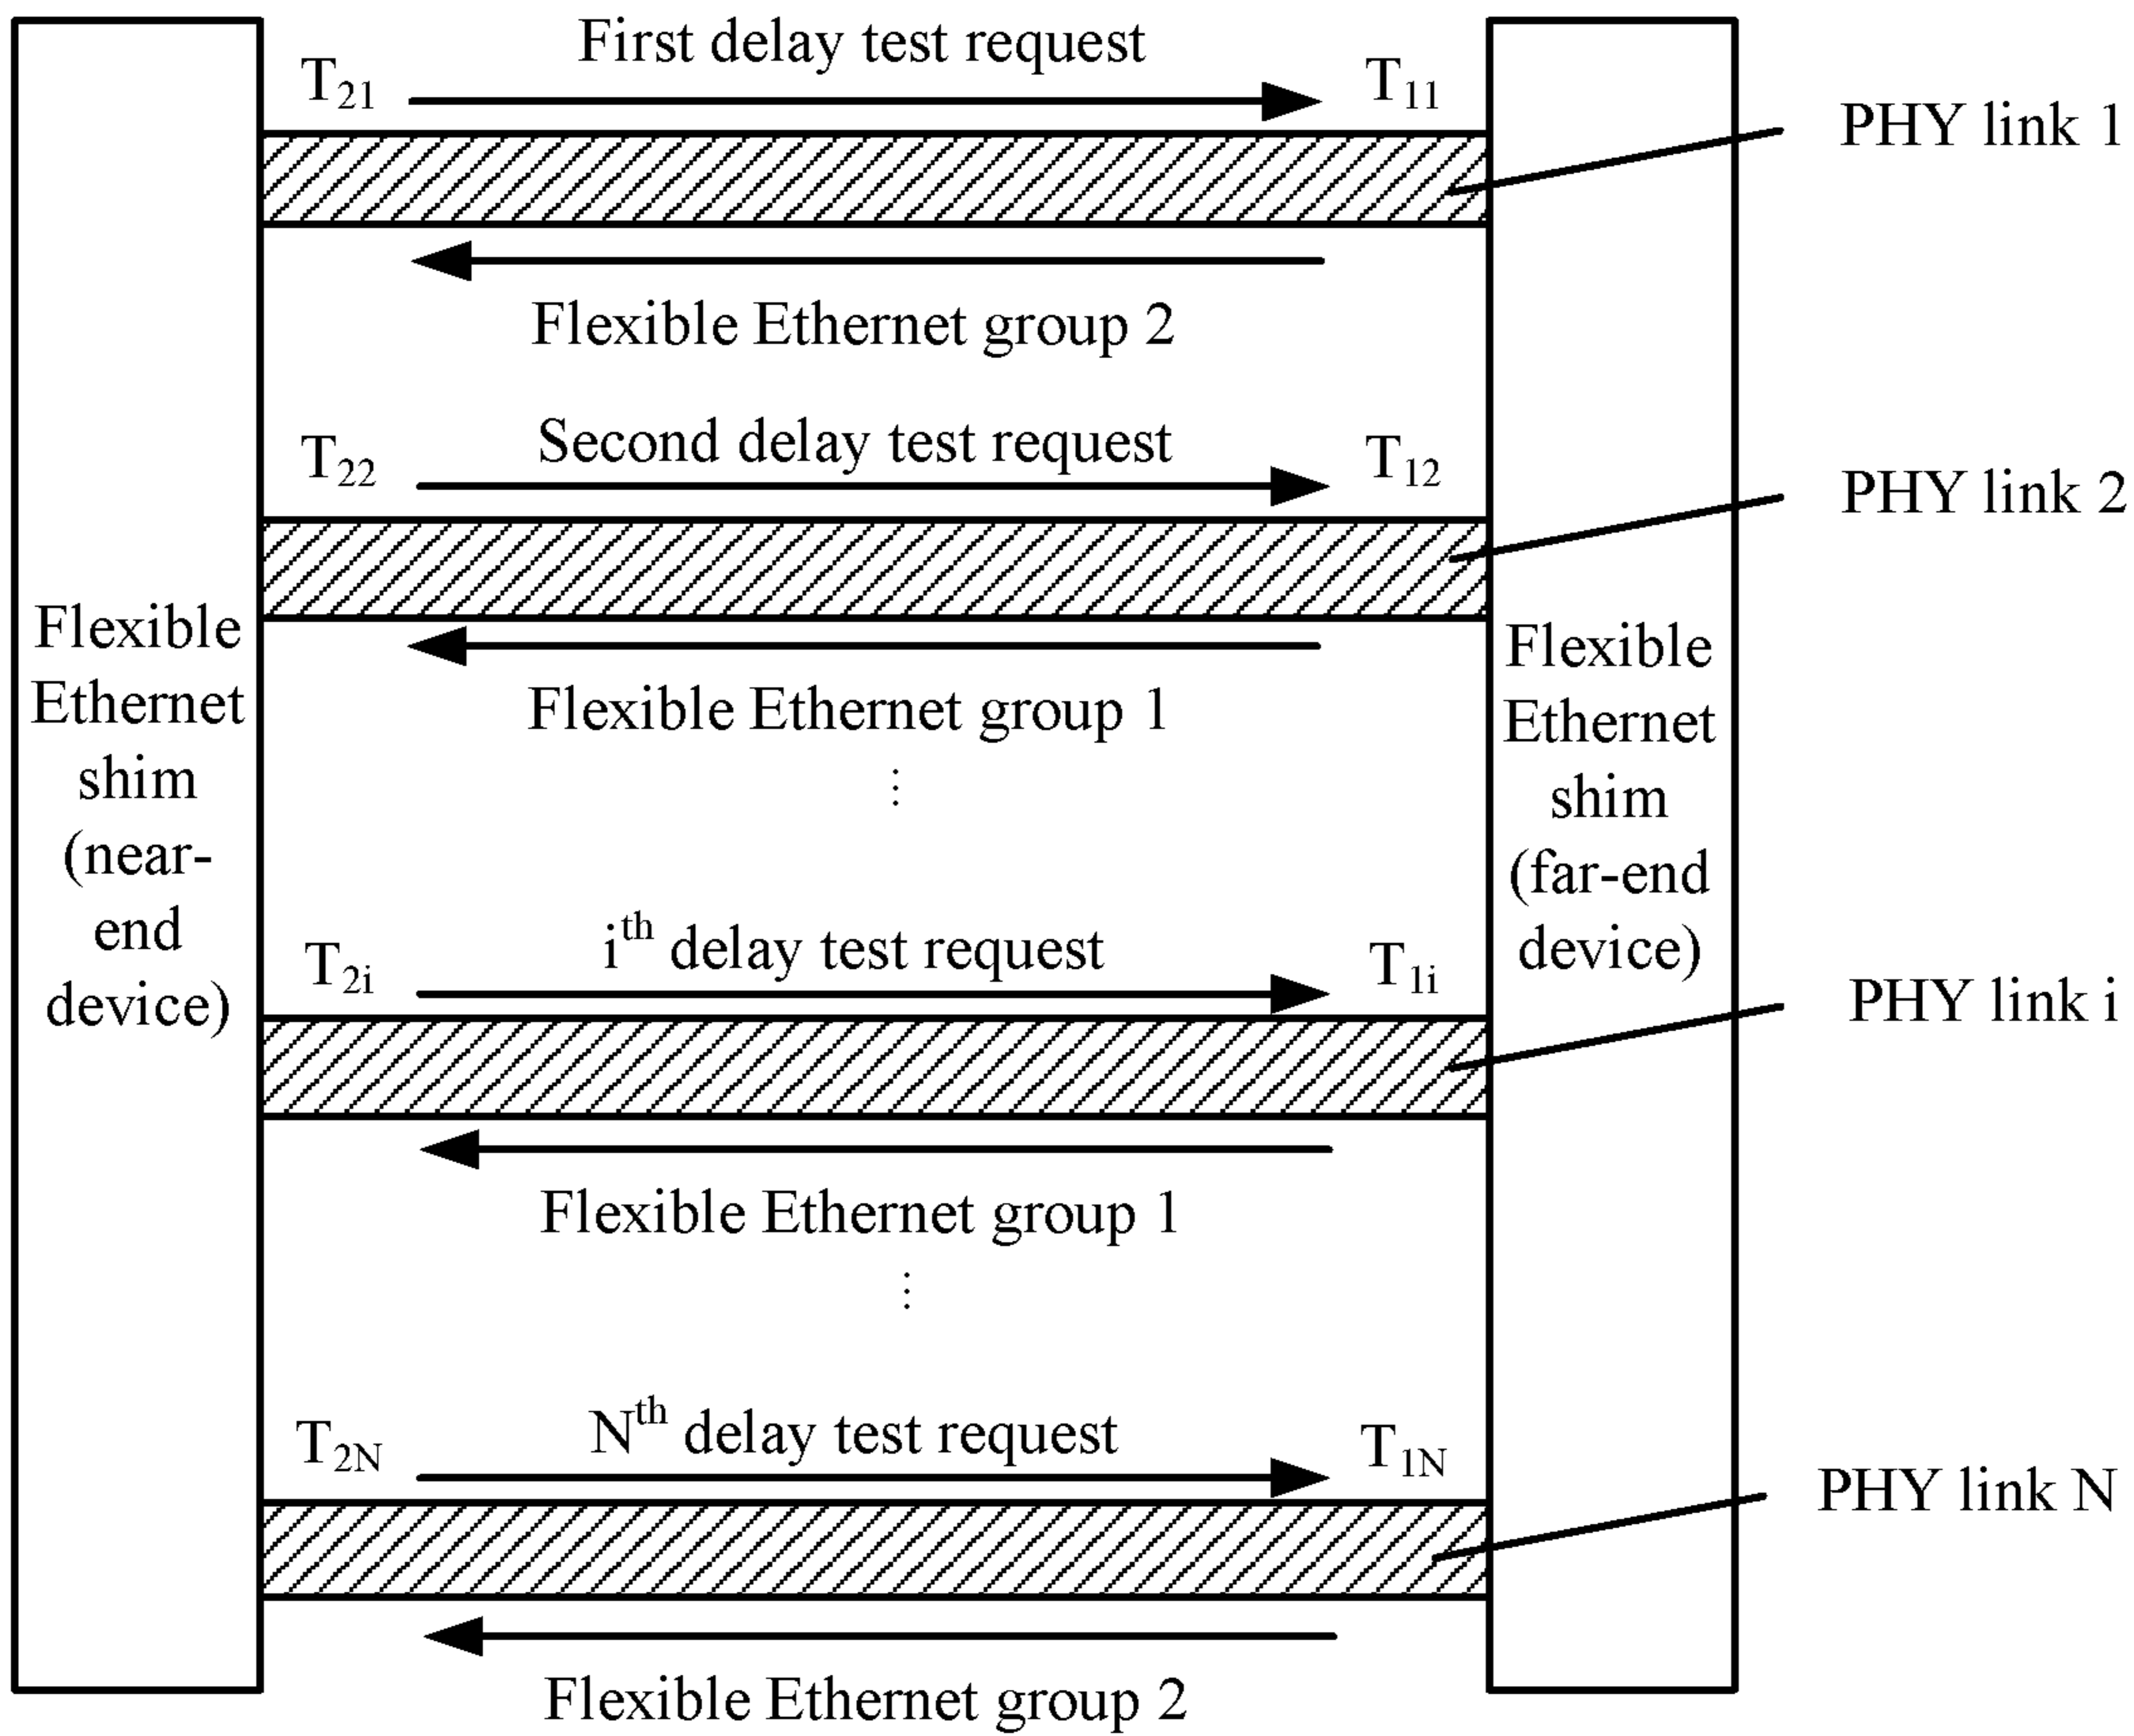 First delay test request
T21
T11
PHY link 1
Flexible Ethernet group 2
Second delay test request
T22
T12
PHY link 2
Flexible
Ethernet
shim
(near-
end
device)
Flexible Ethernet group 1
⋮
Flexible
Ethernet
shim
(far-end
device)
ith delay test request
T2i
T1i
PHY link i
Flexible Ethernet group 1
⋮
Nth delay test request
T2N
T1N
PHY link N
Flexible Ethernet group 2